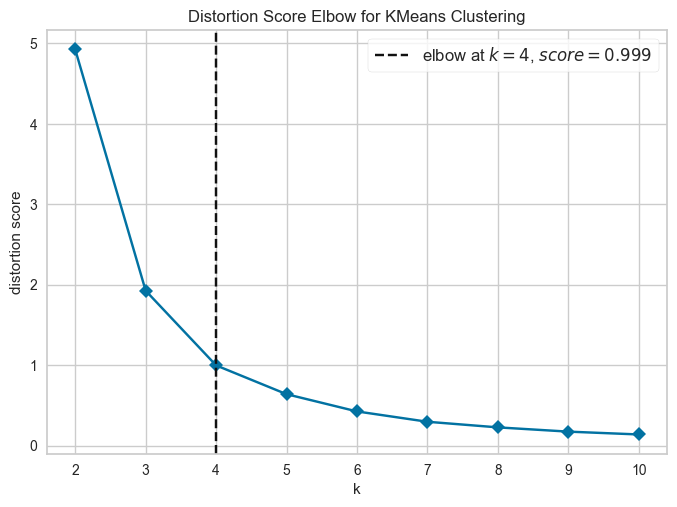 Distortion Score Elbow for KMeans Clustering
elbow at k = 4, score = 0.999
distortion score
5
4
3
2
1
0
2 3 4 5 6 7 8 9 10
k